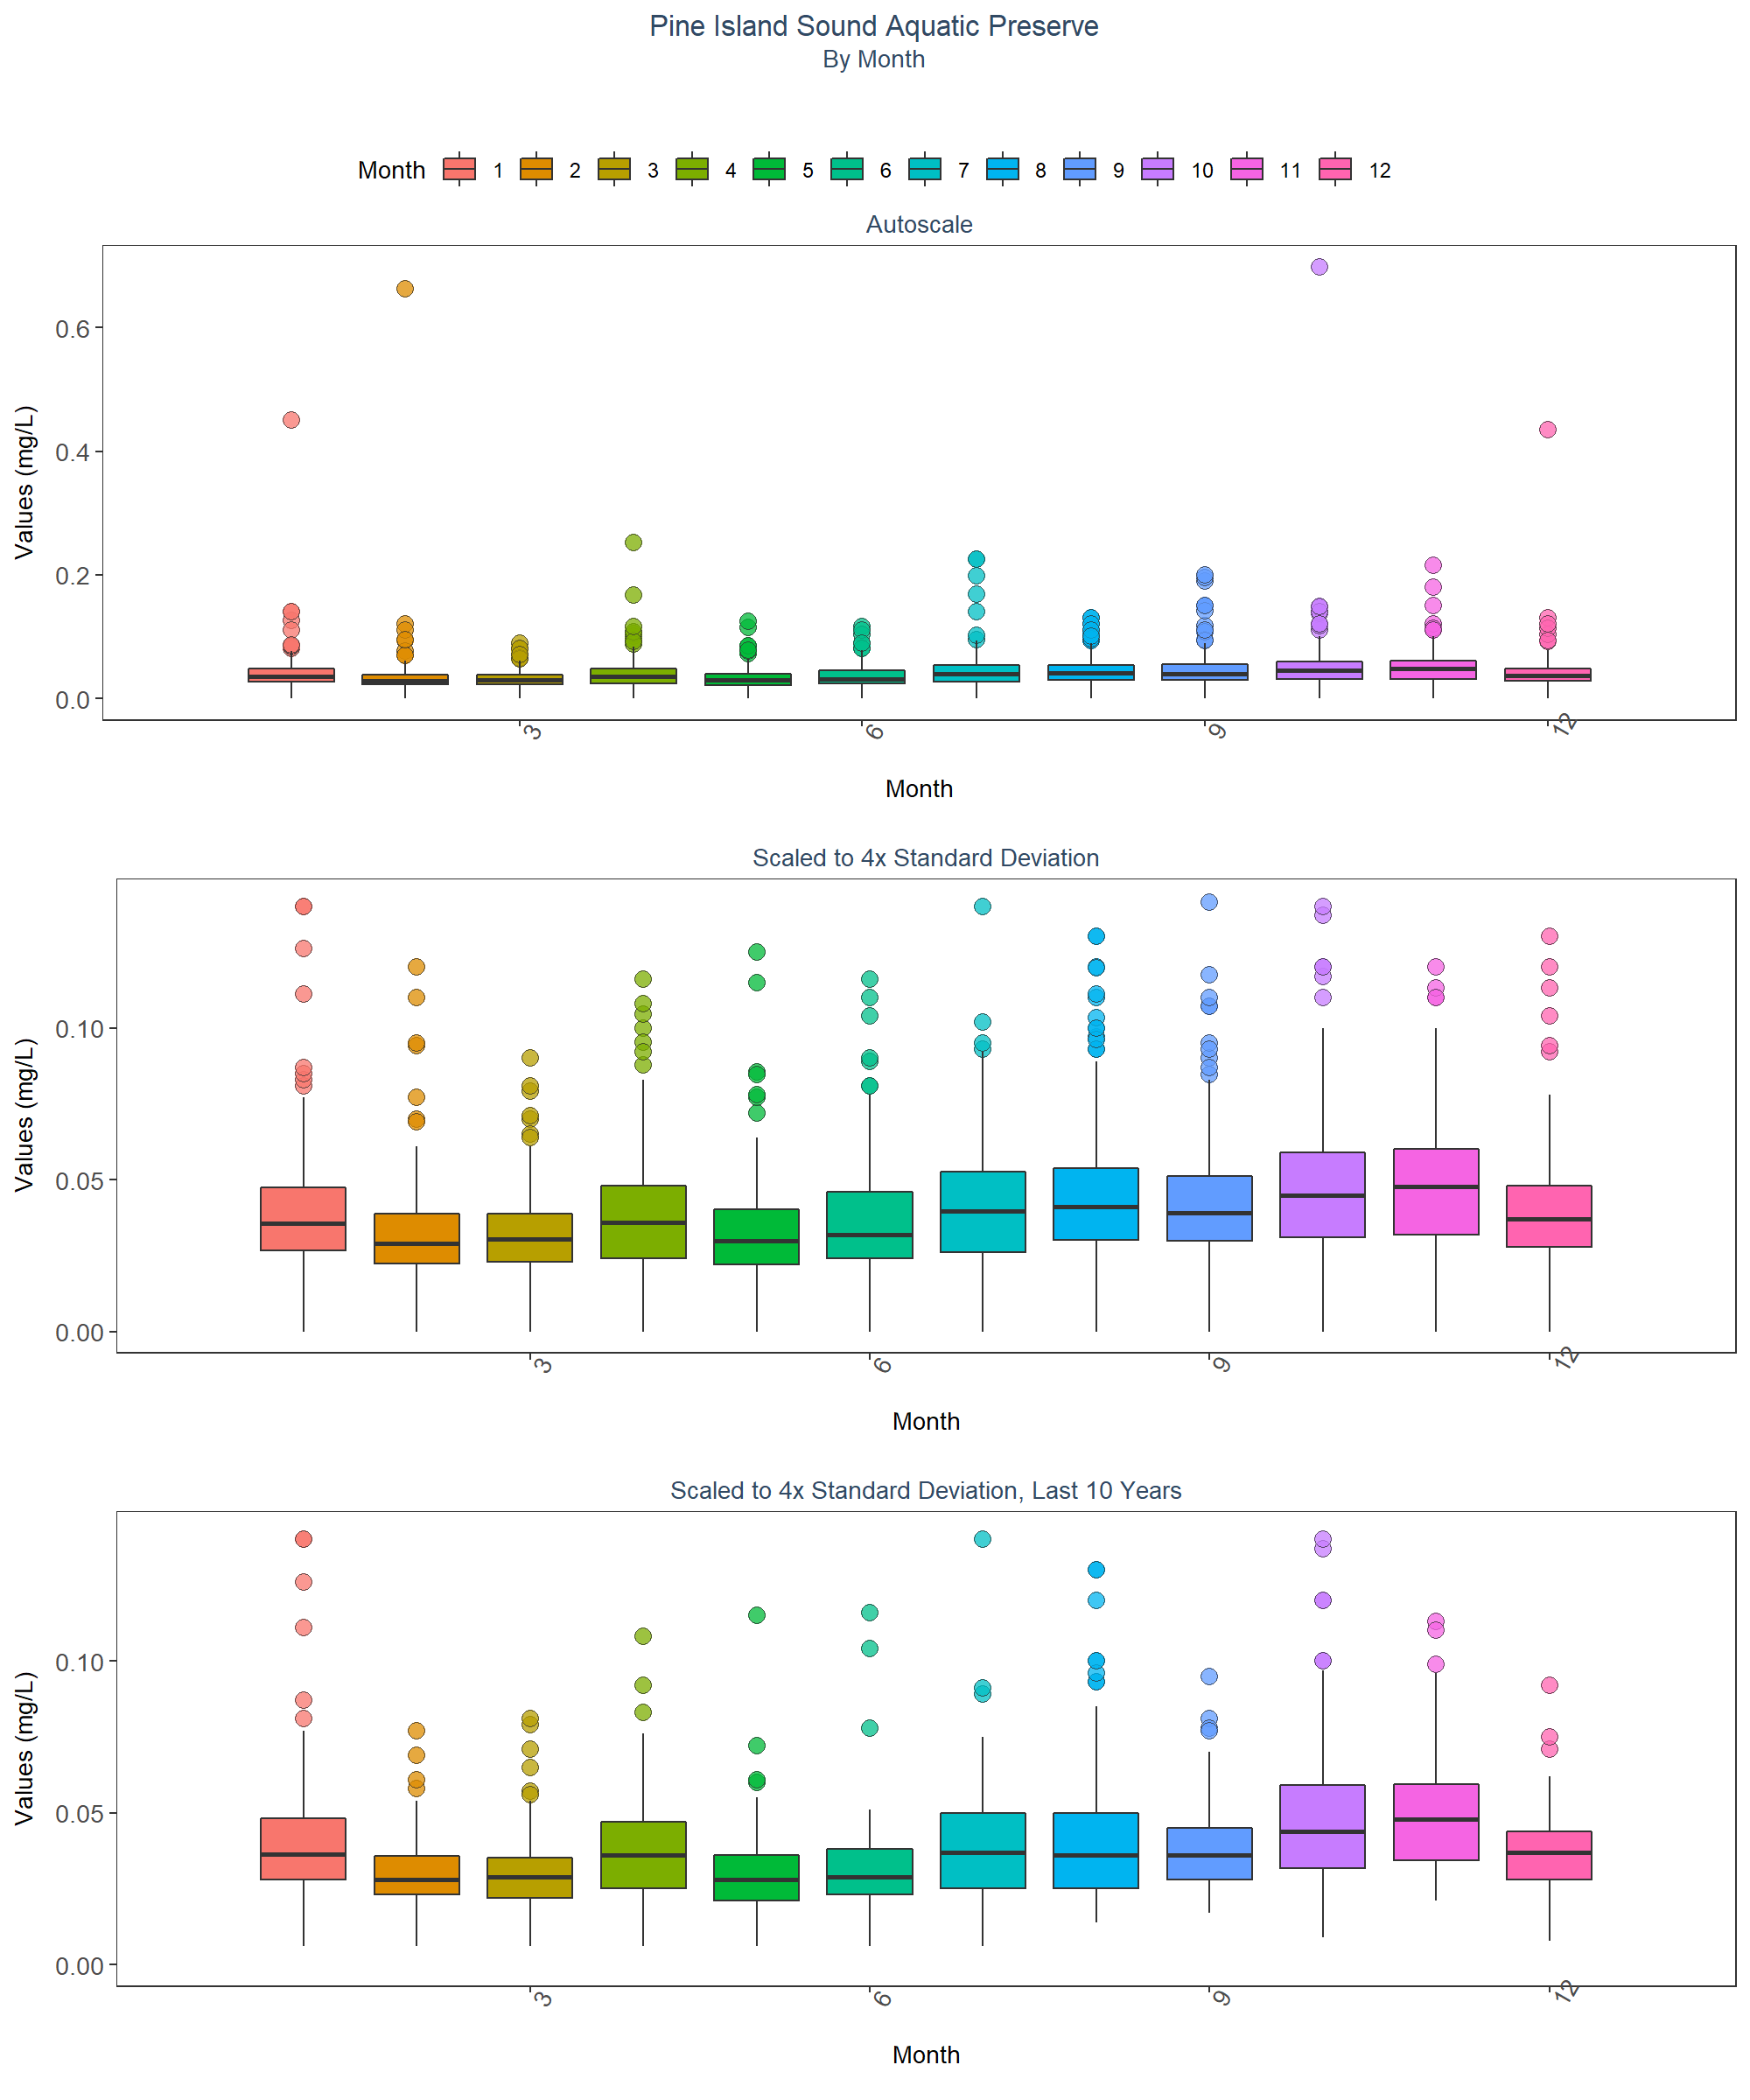 Pine Island Sound Aquatic Preserve
By Month
Month 1 2 3 4 5 6 7 8 9 10 11 12
Autoscale
Values (mg/L)
0.6
0.4
0.2
0.0
3 6 9 12
Month
Scaled to 4x Standard Deviation
Values (mg/L)
0.10
0.05
0.00
3 6 9 12
Month
Scaled to 4x Standard Deviation, Last 10 Years
Values (mg/L)
0.10
0.05
0.00
3 6 9 12
Month